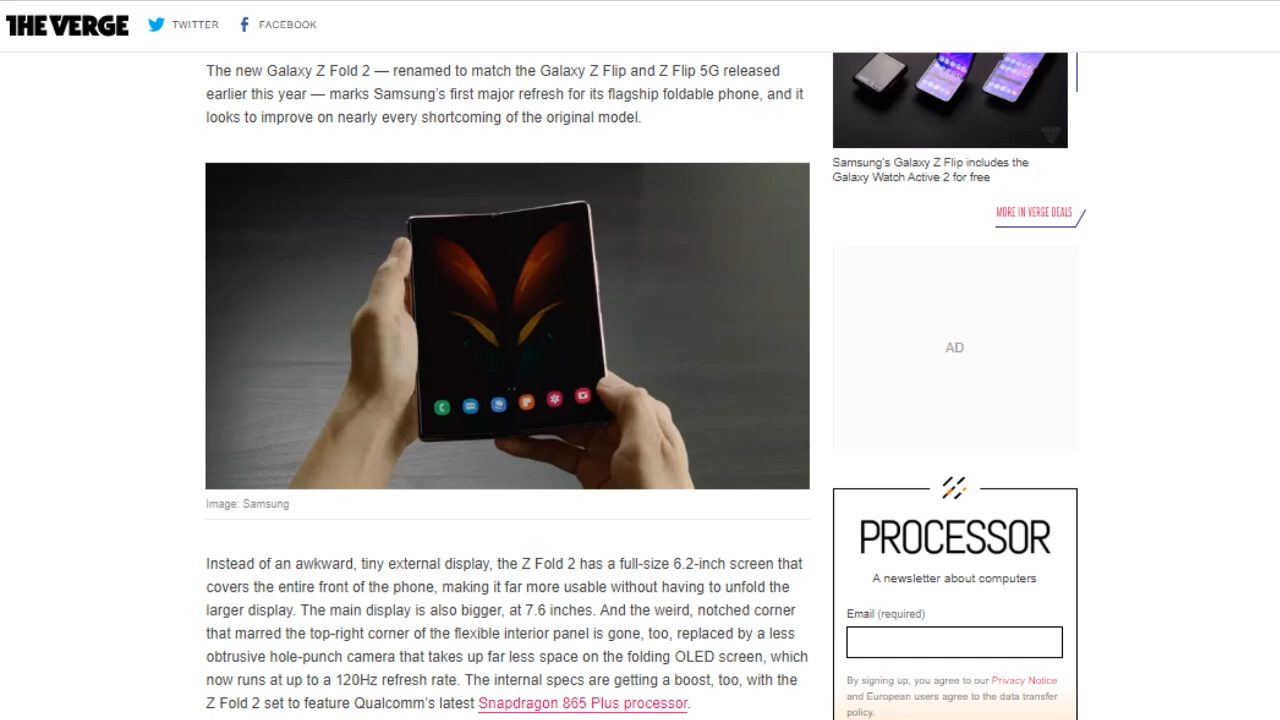 THE VERGE
TWITTER
FACEBOOK
The new Galaxy Z Fold 2 — renamed to match the Galaxy Z Flip and Z Flip 5G released
earlier this year — marks Samsung's first major refresh for its flagship foldable phone, and it
looks to improve on nearly every shortcoming of the original model.
Image: Samsung
Instead of an awkward, tiny external display, the Z Fold 2 has a full-size 6.2-inch screen that
covers the entire front of the phone, making it far more usable without having to unfold the
larger display. The main display is also bigger, at 7.6 inches. And the weird, notched corner
that marred the top-right corner of the flexible interior panel is gone, too, replaced by a less
obtrusive hole-punch camera that takes up far less space on the folding OLED screen, which
now runs at up to a 120Hz refresh rate. The internal specs are getting a boost, too, with the
Z Fold 2 set to feature Qualcomm's latest Snapdragon 865 Plus processor.
Samsung's Galaxy Z Flip includes the
Galaxy Watch Active 2 for free
MORE IN VERGE DEALS
AD
PROCESSOR
A newsletter about computers
Email (required)
By signing up, you agree to our Privacy Notice
and European users agree to the data transfer
policy.